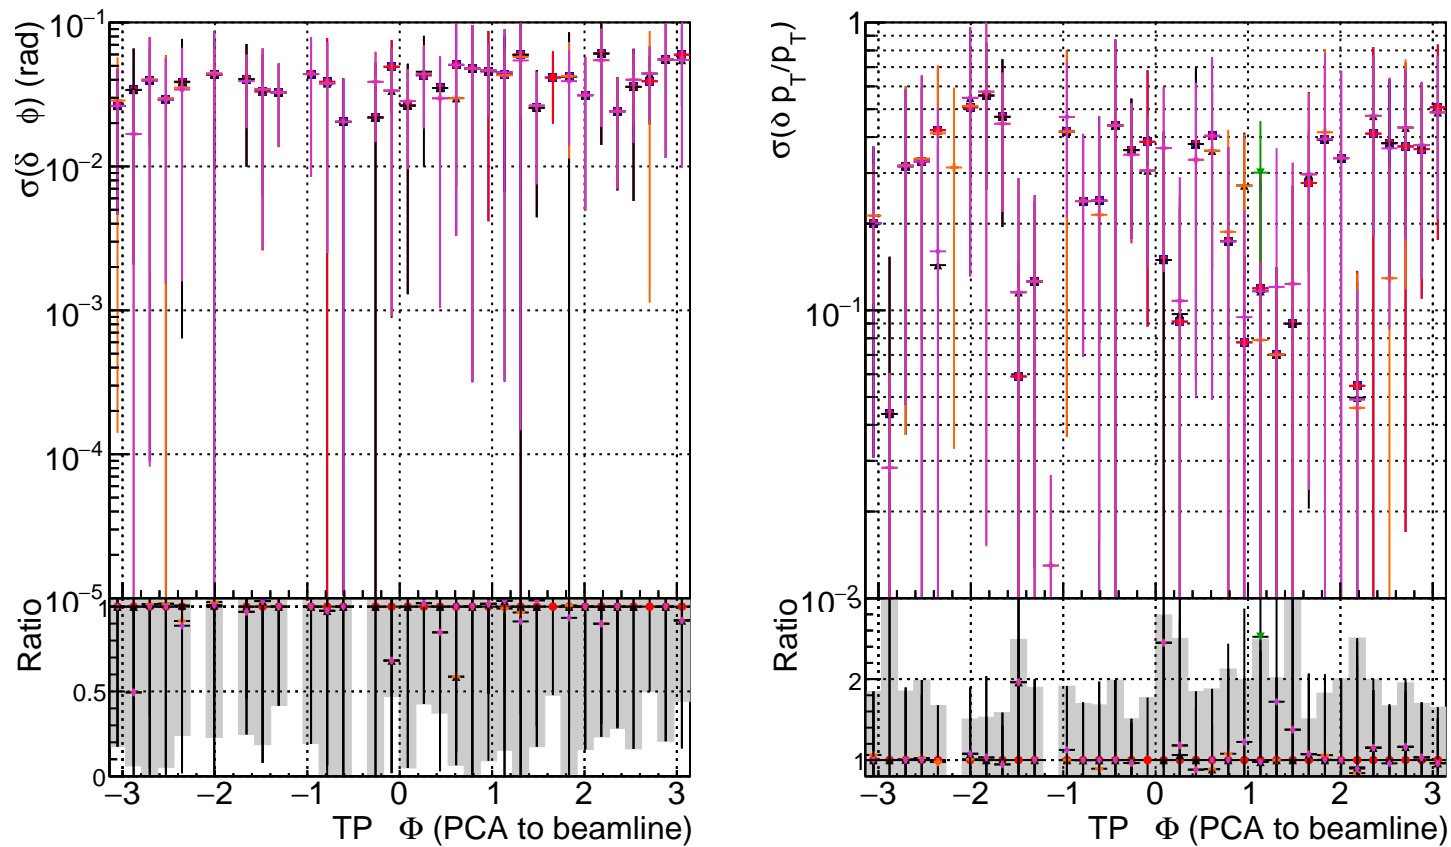 σ(δ φ) (rad)
10⁻¹
10⁻²
10⁻³
10⁻⁴
10⁻⁵
Ratio
1
0.5
0
−3 −2 −1 0 1 2 3
TP Φ (PCA to beamline)
σ(δ p_T/p_T)
1
10⁻¹
10⁻²
Ratio
2
1
−3 −2 −1 0 1 2 3
TP Φ (PCA to beamline)